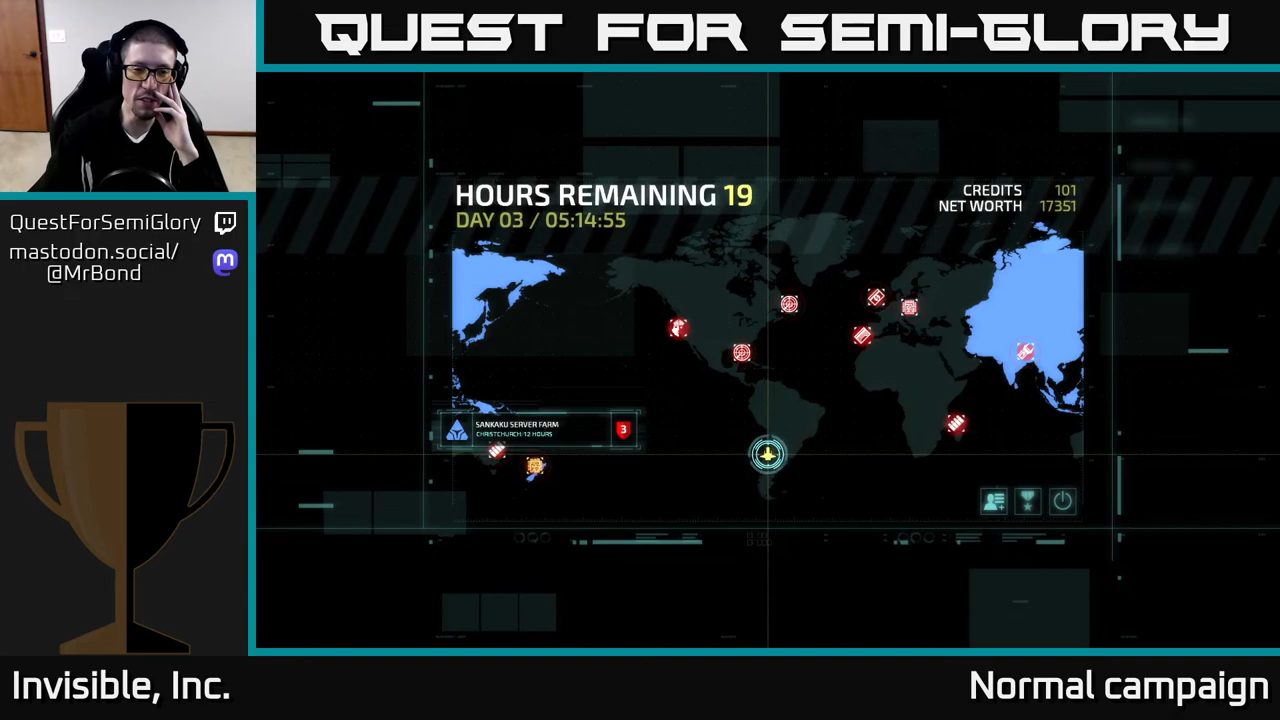 QUEST FOR SEMI-GLORY
QuestForSemiGlory
mastodon.social/
@MrBond
HOURS REMAINING 19
DAY 03 / 05:14:55
CREDITS 101
NET WORTH 17351
SANKAKU SERVER FARM
CHRISTCHURCH: 12 HOURS
3
Invisible, Inc.
Normal campaign